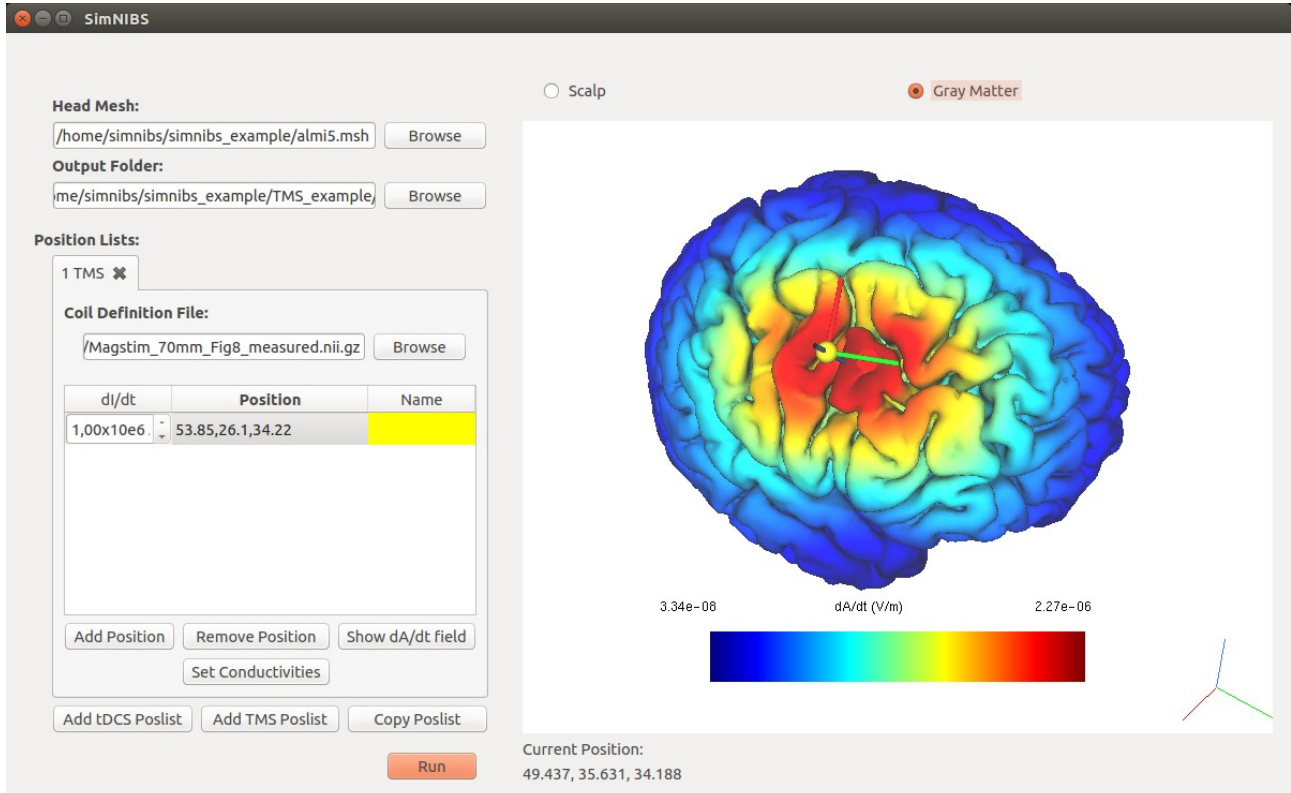 SimNIBS
Scalp
Gray Matter
Head Mesh:
/home/simnibs/simnibs_example/almi5.msh
Browse
Output Folder:
me/simnibs/simnibs_example/TMS_example/
Browse
Position Lists:
1 TMS
Coil Definition File:
/Magstim_70mm_Fig8_measured.nii.gz
Browse
dI/dt Position Name
1,00x10e6 53.85,26.1,34.22
Add Position
Remove Position
Show dA/dt field
Set Conductivities
Add tDCS Poslist
Add TMS Poslist
Copy Poslist
Run
3.34e-08 dA/dt (V/m) 2.27e-06
Current Position:
49.437, 35.631, 34.188